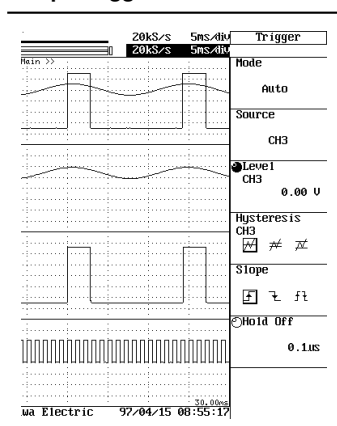 20kS/s 5ms/div
20kS/s 5ms/div
Main >>
Trigger
Mode
Auto
Source
CH3
Level
CH3
0.00 V
Hysteresis
CH3
Slope
Hold Off
0.1us
30.00ms
wa Electric 97/04/15 08:55:17